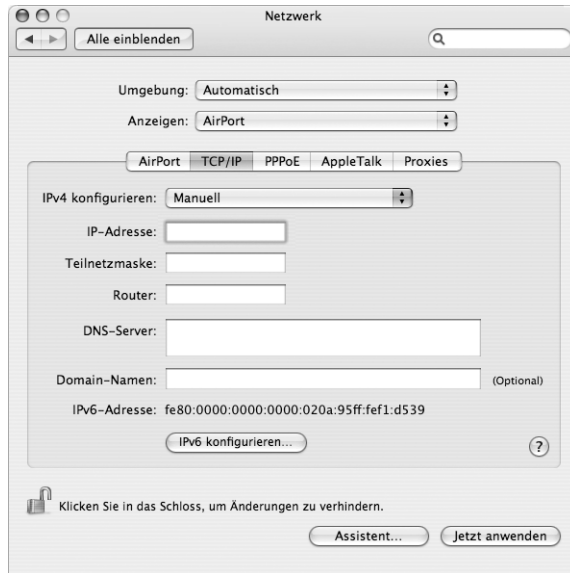 Netzwerk
Alle einblenden
Umgebung: Automatisch
Anzeigen: AirPort
AirPort TCP/IP PPPoE AppleTalk Proxies
IPv4 konfigurieren: Manuell
IP-Adresse:
Teilnetzmaske:
Router:
DNS-Server:
Domain-Namen: (Optional)
IPv6-Adresse: fe80:0000:0000:0000:020a:95ff:fef1:d539
IPv6 konfigurieren...
?
Klicken Sie in das Schloss, um Änderungen zu verhindern.
Assistent... Jetzt anwenden